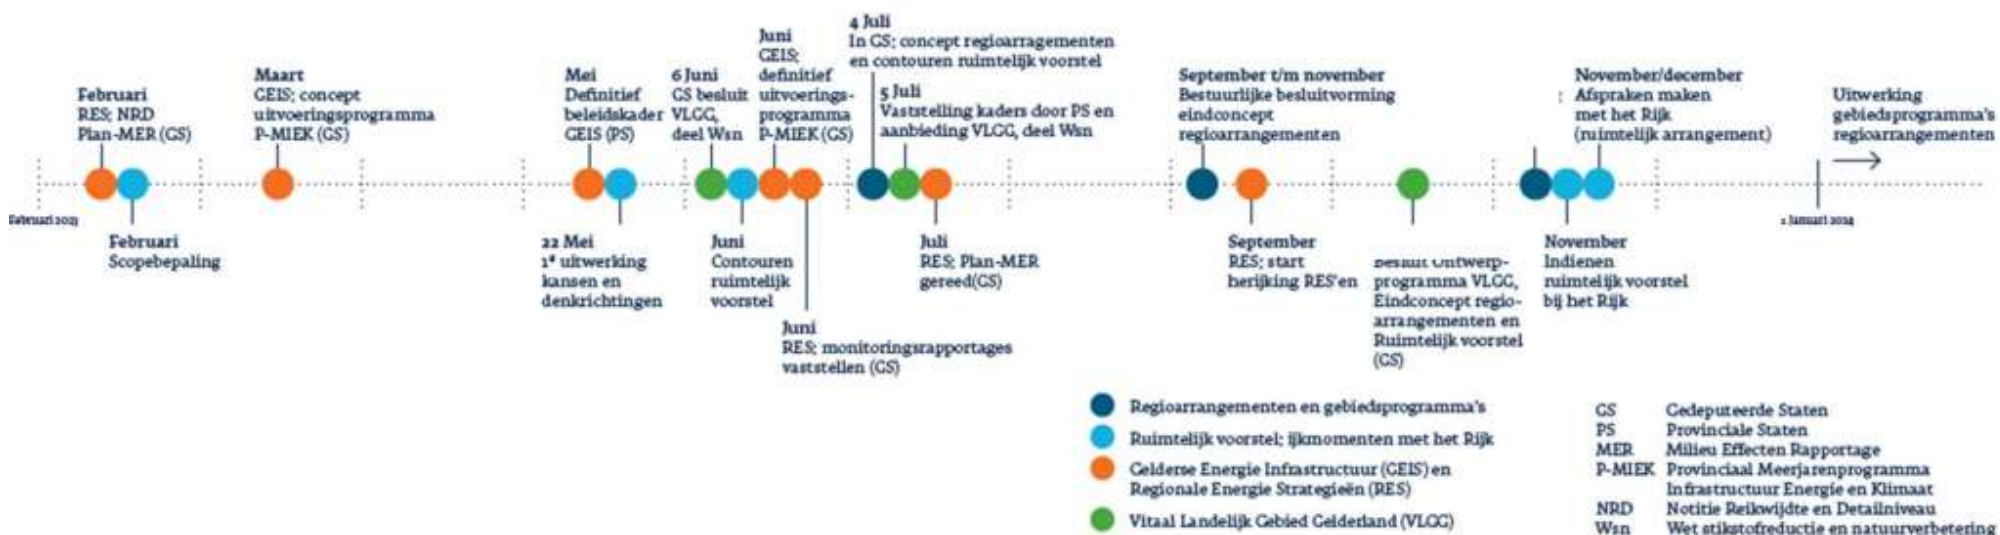 Februari
RES; NRD
Plan-MER (GS)
Maart
GEIS; concept
uitvoeringsprogramma
P-MIEK (GS)
Mei
Definitief
beleidskader
GEIS (PS)
6 Juni
GS besluit
VLGG,
deel Wsn
Juni
GEIS;
definitief
uitvoerings-
programma
P-MIEK (GS)
4 Juli
In GS; concept regioarragementen
en contouren ruimtelijk voorstel
5 Juli
Vaststelling kaders door PS en
aanbieding VLGG, deel Wsn
September t/m november
Bestuurlijke besluitvorming
eindconcept
regioarrangementen
November/december
: Afspraken maken
met het Rijk
(ruimtelijk arrangement)
Uitwerking
gebiedsprogramma's
regioarrangementen
Februari 2023
1 Januari 2024
Februari
Scopebepaling
22 Mei
1e uitwerking
kansen en
denkrichtingen
Juni
Contouren
ruimtelijk
voorstel
Juni
RES; monitoringsrapportages
vaststellen (GS)
Juli
RES; Plan-MER
gereed(GS)
September
RES; start
herijking RES'en
Besluit Ontwerp-
programma VLGG,
Eindconcept regio-
arrangementen en
Ruimtelijk voorstel
(GS)
November
Indienen
ruimtelijk voorstel
bij het Rijk
Regioarrangementen en gebiedsprogramma's
Ruimtelijk voorstel; ijkmomenten met het Rijk
Gelderse Energie Infrastructuur (GEIS) en
Regionale Energie Strategieën (RES)
Vitaal Landelijk Gebied Gelderland (VLGG)
GS Gedeputeerde Staten
PS Provinciale Staten
MER Milieu Effecten Rapportage
P-MIEK Provinciaal Meerjarenprogramma
Infrastructuur Energie en Klimaat
NRD Notitie Reikwijdte en Detailniveau
Wsn Wet stikstofreductie en natuurverbetering